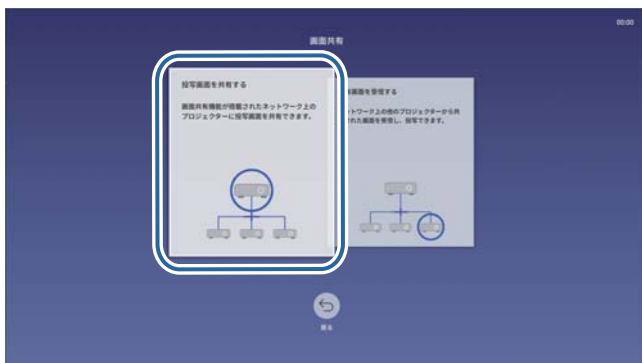 00:00
画面共有
投写画面を共有する
画面共有機能が搭載されたネットワーク上の
プロジェクターに投写画面を共有できます。
画面を受信する
トワーク上の他のプロジェクターから共
れた画面を受信し、投写できます。
戻る